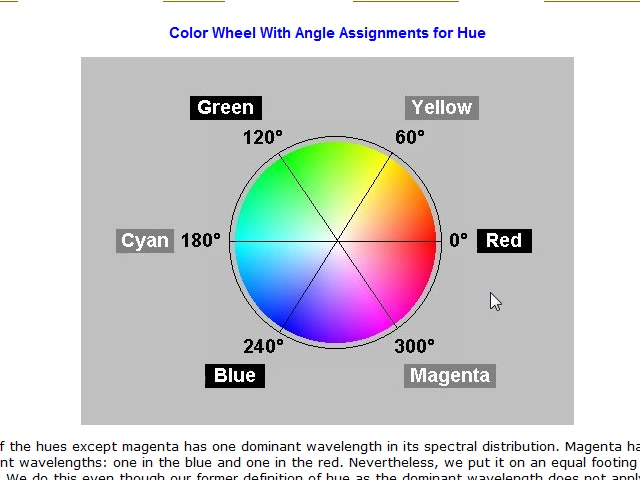 Color Wheel With Angle Assignments for Hue
Green Yellow
120° 60°
Cyan 180° 0° Red
240° 300°
Blue Magenta
f the hues except magenta has one dominant wavelength in its spectral distribution. Magenta ha
nt wavelengths: one in the blue and one in the red. Nevertheless, we put it on an equal footing
. We do this even though our former definition of hue as the dominant wavelength does not appl